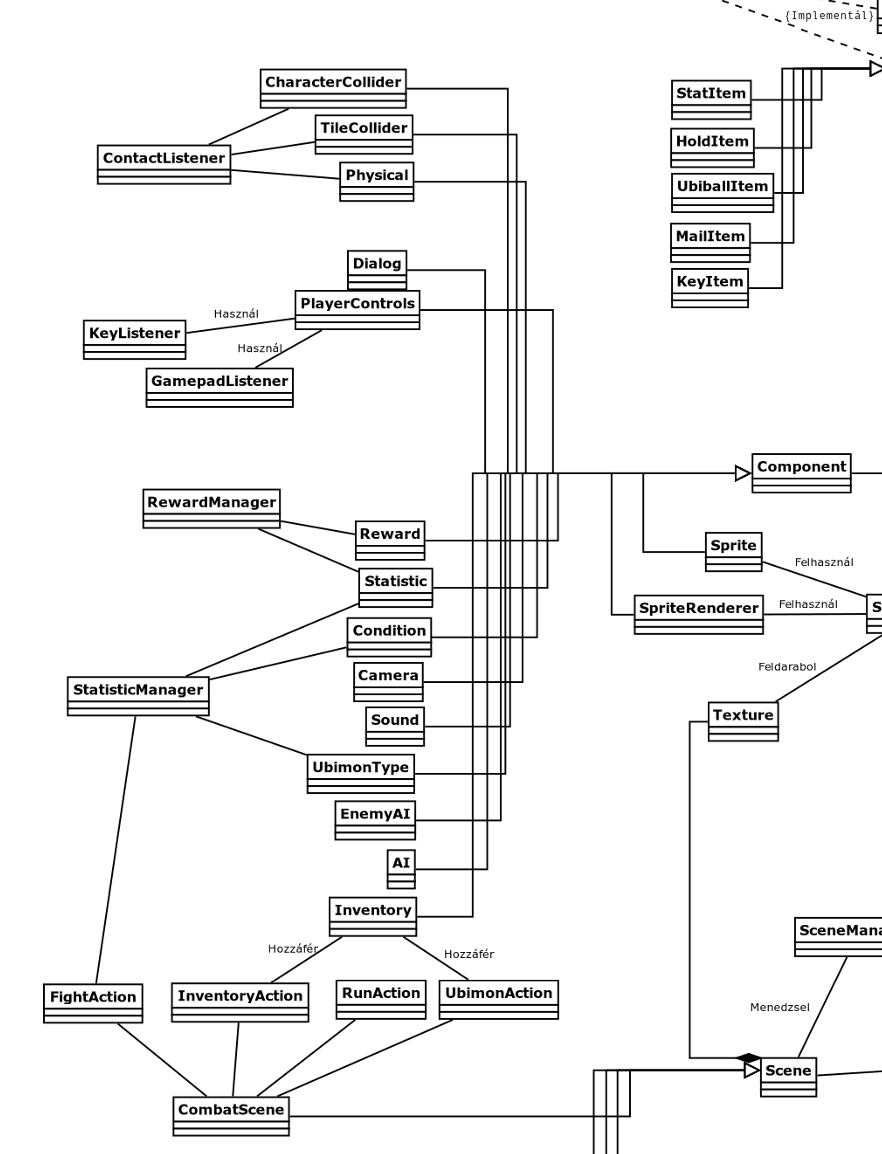 {Implementál}
CharacterCollider
StatItem
TileCollider
HoldItem
ContactListener
Physical
UbiballItem
MailItem
Dialog
KeyItem
PlayerControls
Használ
KeyListener
Használ
GamepadListener
Component
RewardManager
Reward
Sprite
Felhasznál
Statistic
SpriteRenderer
Felhasznál
S
Condition
Feldarabol
Camera
StatisticManager
Texture
Sound
UbimonType
EnemyAI
AI
Inventory
SceneMana
Hozzáfér
Hozzáfér
FightAction
InventoryAction
RunAction
UbimonAction
Menedzsel
Scene
CombatScene